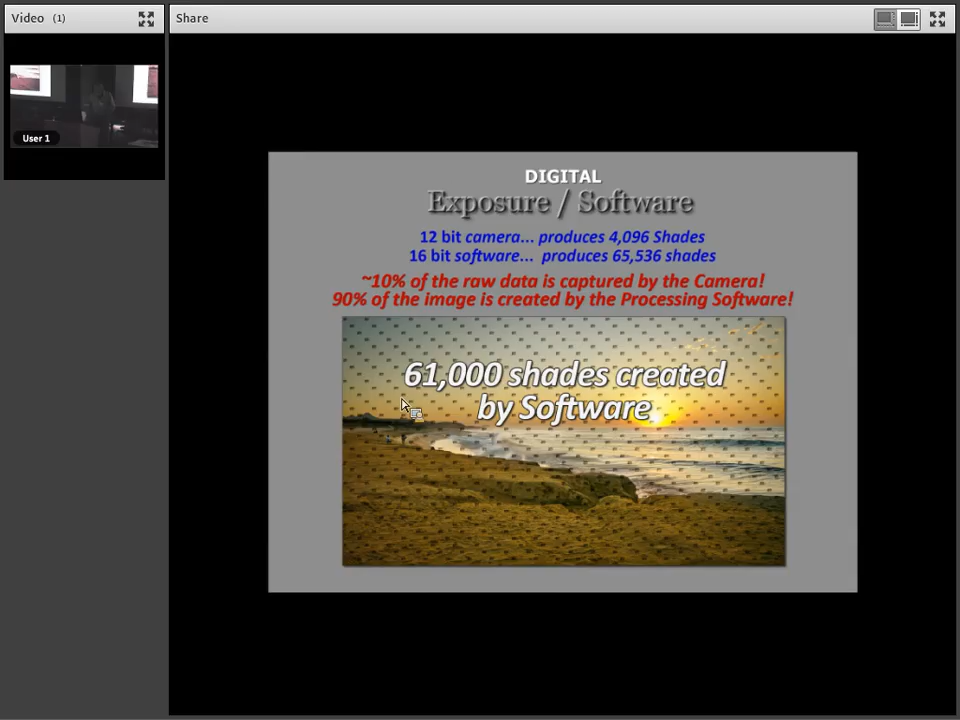 Video (1)
Share
User 1
DIGITAL
Exposure / Software
12 bit camera... produces 4,096 Shades
16 bit software... produces 65,536 shades
~10% of the raw data is captured by the Camera!
90% of the image is created by the Processing Software!
61,000 shades created
by Software